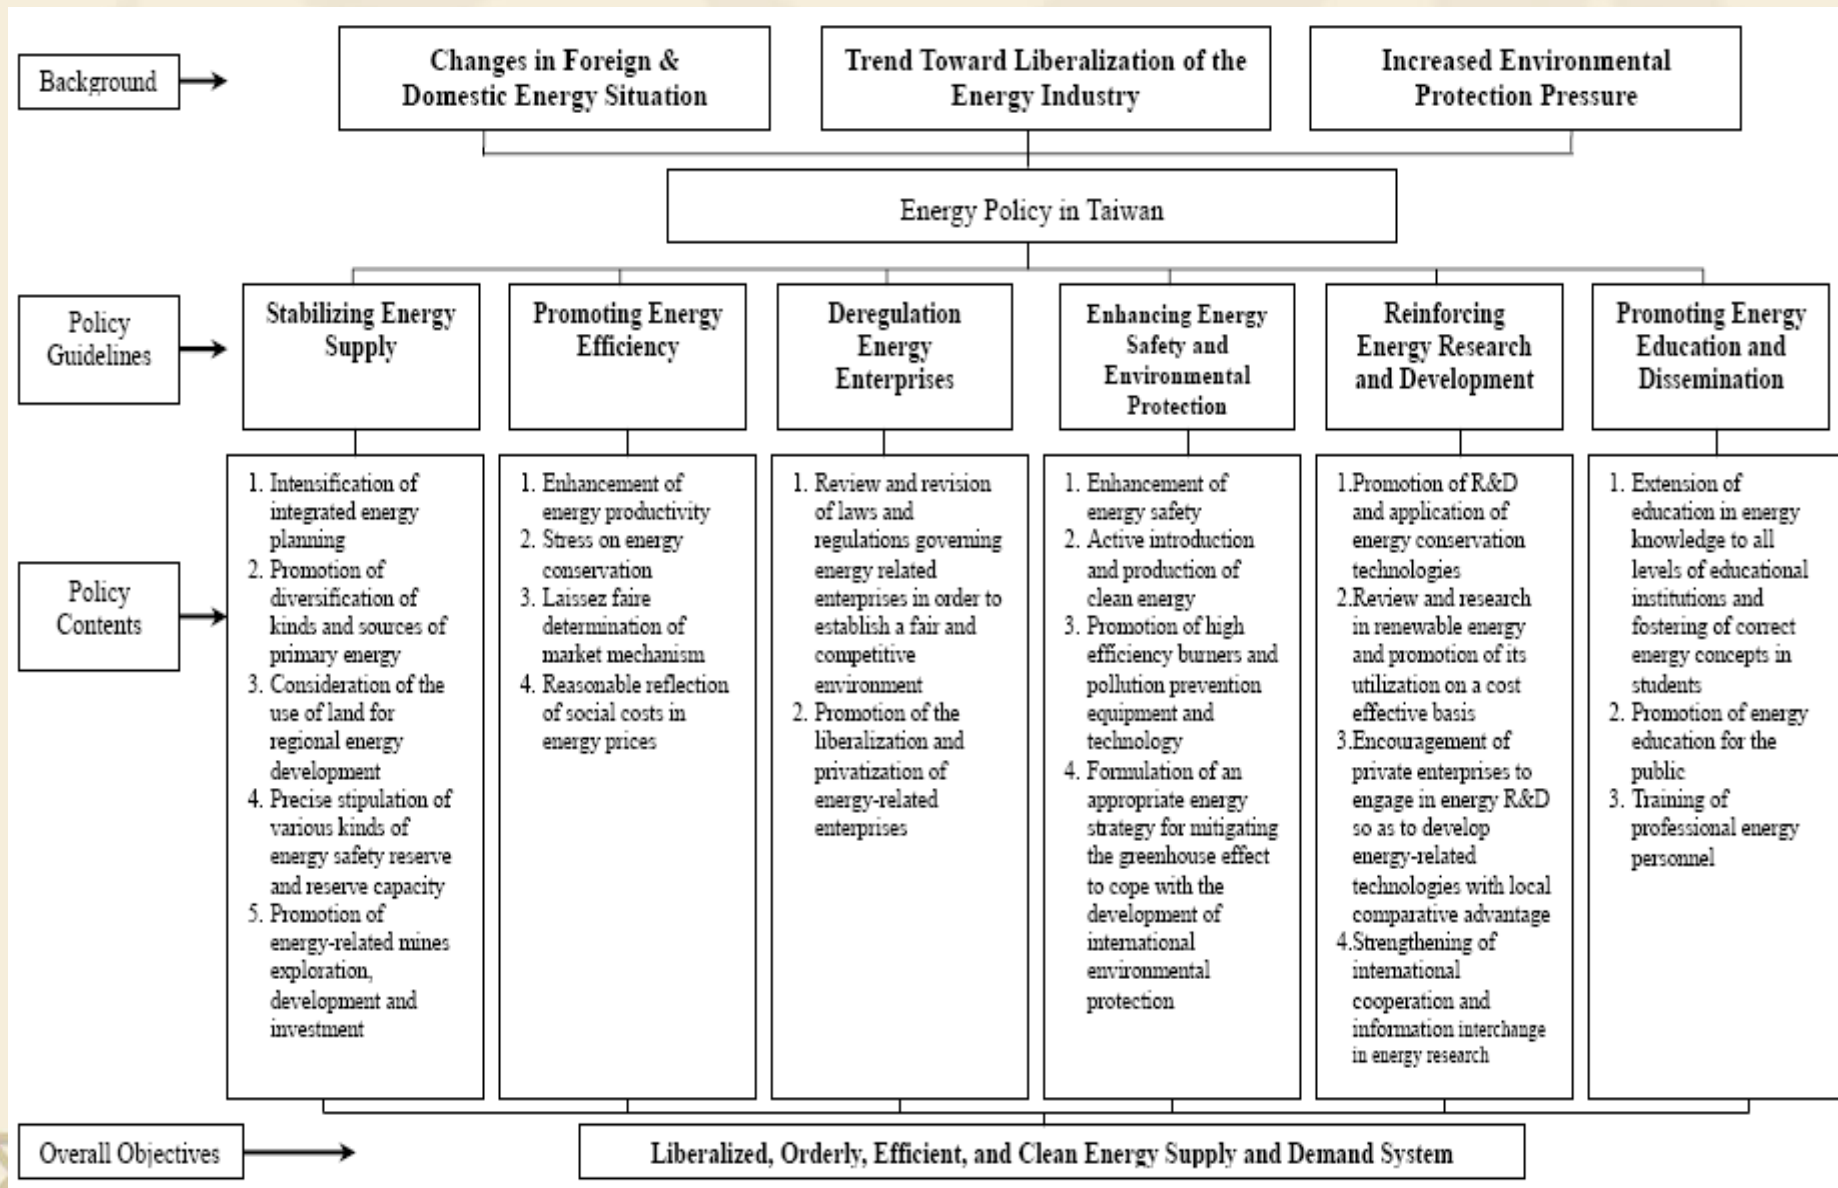 Background
Changes in Foreign &
Domestic Energy Situation
Trend Toward Liberalization of the
Energy Industry
Increased Environmental
Protection Pressure
Energy Policy in Taiwan
Policy
Guidelines
Stabilizing Energy
Supply
Promoting Energy
Efficiency
Deregulation
Energy
Enterprises
Enhancing Energy
Safety and
Environmental
Protection
Reinforcing
Energy Research
and Development
Promoting Energy
Education and
Dissemination
Policy
Contents
1. Intensification of
integrated energy
planning
2. Promotion of
diversification of
kinds and sources of
primary energy
3. Consideration of the
use of land for
regional energy
development
4. Precise stipulation of
various kinds of
energy safety reserve
and reserve capacity
5. Promotion of
energy-related mines
exploration,
development and
investment
1. Enhancement of
energy productivity
2. Stress on energy
conservation
3. Laissez faire
determination of
market mechanism
4. Reasonable reflection
of social costs in
energy prices
1. Review and revision
of laws and
regulations governing
energy related
enterprises in order to
establish a fair and
competitive
environment
2. Promotion of the
liberalization and
privatization of
energy-related
enterprises
1. Enhancement of
energy safety
2. Active introduction
and production of
clean energy
3. Promotion of high
efficiency burners and
pollution prevention
equipment and
technology
4. Formulation of an
appropriate energy
strategy for mitigating
the greenhouse effect
to cope with the
development of
international
environmental
protection
1.Promotion of R&D
and application of
energy conservation
technologies
2.Review and research
in renewable energy
and promotion of its
utilization on a cost
effective basis
3.Encouragement of
private enterprises to
engage in energy R&D
so as to develop
energy-related
technologies with local
comparative advantage
4.Strengthening of
international
cooperation and
information interchange
in energy research
1. Extension of
education in energy
knowledge to all
levels of educational
institutions and
fostering of correct
energy concepts in
students
2. Promotion of energy
education for the
public
3. Training of
professional energy
personnel
Overall Objectives
Liberalized, Orderly, Efficient, and Clean Energy Supply and Demand System